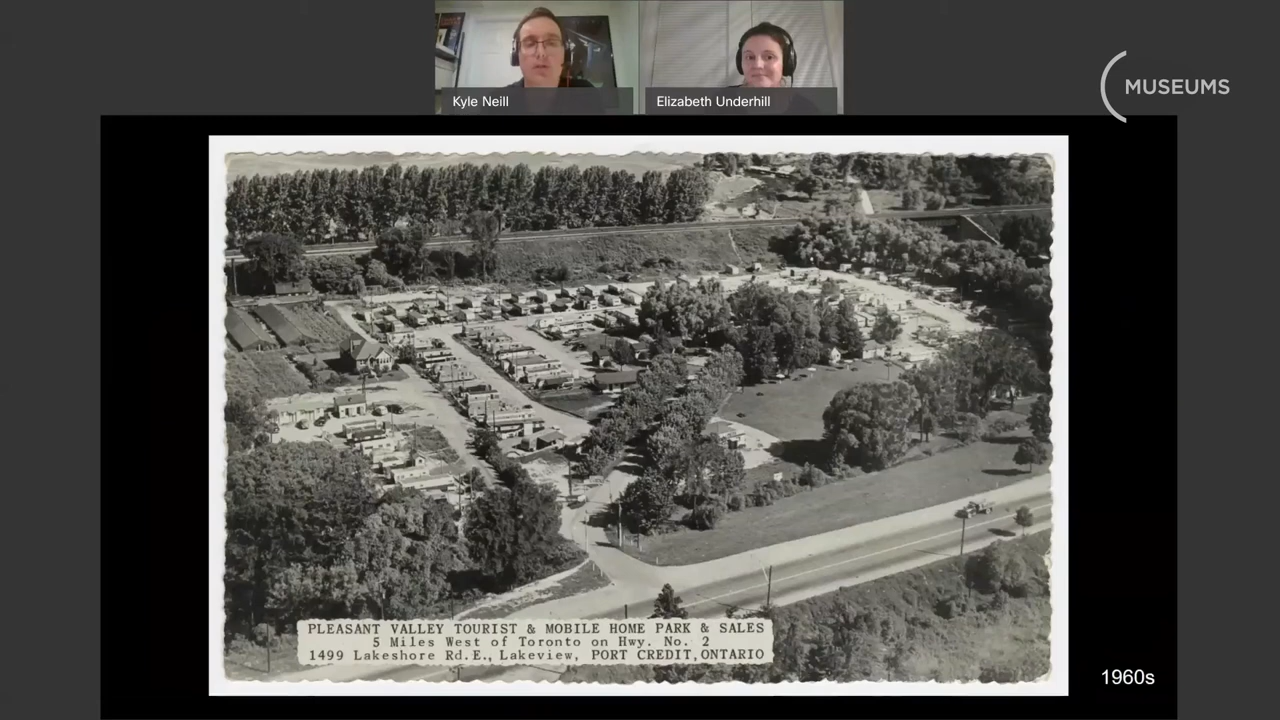 Kyle Neill
Elizabeth Underhill
MUSEUMS
PLEASANT VALLEY TOURIST & MOBILE HOME PARK & SALES
5 Miles West of Toronto on Hwy. No. 2
1499 Lakeshore Rd.E., Lakeview, PORT CREDIT,ONTARIO
1960s